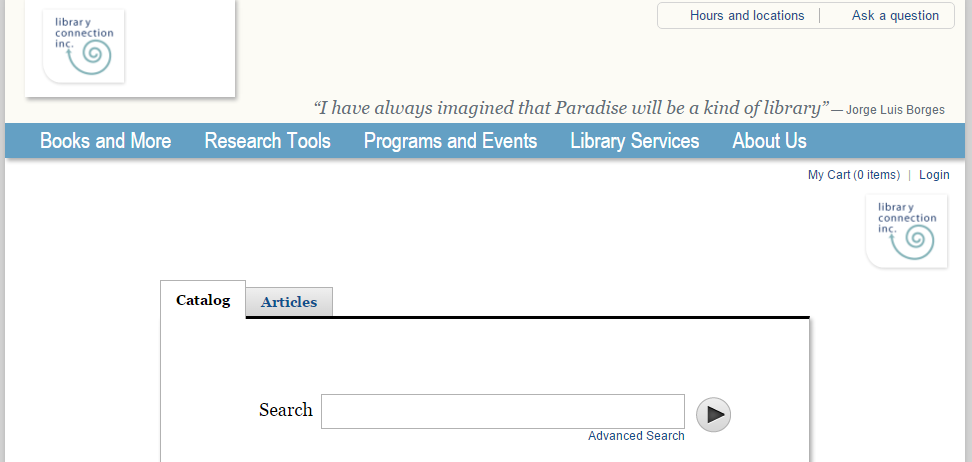 library
connection
inc.
Hours and locations | Ask a question
“I have always imagined that Paradise will be a kind of library” — Jorge Luis Borges
Books and More Research Tools Programs and Events Library Services About Us
My Cart (0 items) | Login
library
connection
inc.
Catalog Articles
Search
Advanced Search